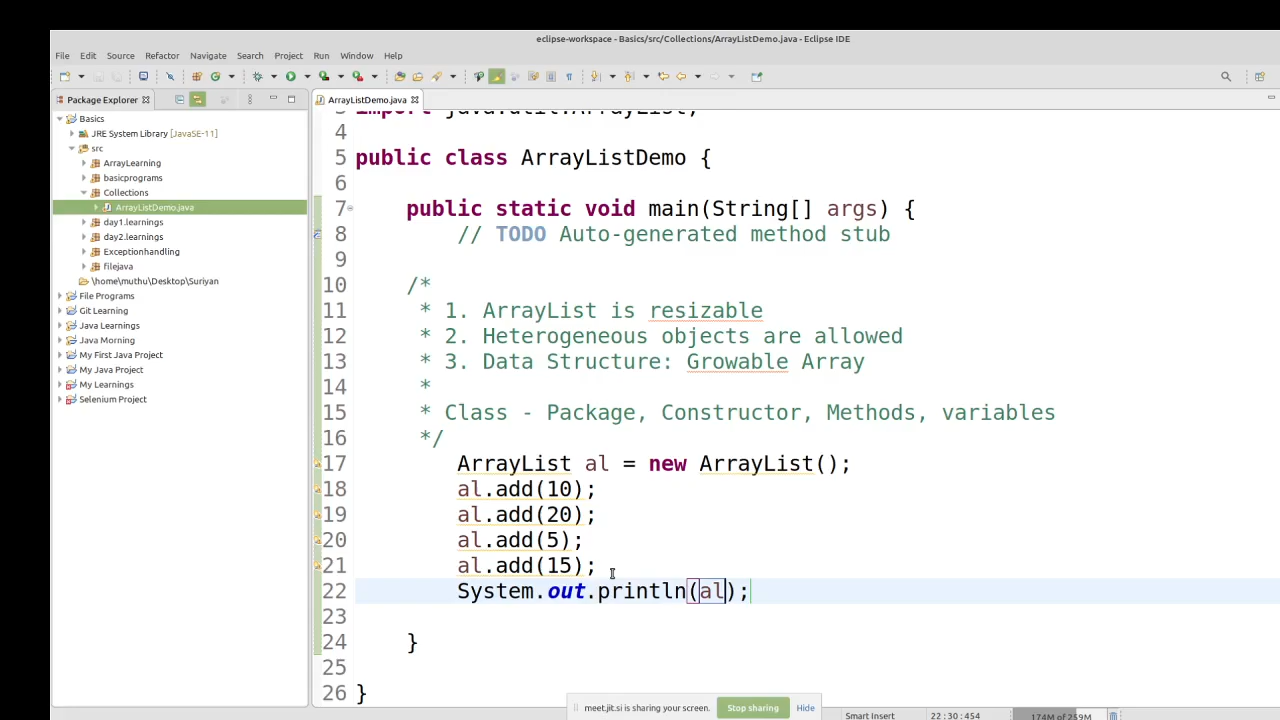 eclipse-workspace - Basics/src/Collections/ArrayListDemo.java - Eclipse IDE
File Edit Source Refactor Navigate Search Project Run Window Help
Package Explorer
Basics
JRE System Library [JavaSE-11]
src
ArrayLearning
basicprograms
Collections
ArrayListDemo.java
day1.learnings
day2.learnings
Exceptionhandling
filejava
\home\muthu\Desktop\Suriyan
File Programs
Git Learning
Java Learnings
Java Morning
My First Java Project
My Java Project
My Learnings
Selenium Project
ArrayListDemo.java
3 import java.util.ArrayList;
4
5 public class ArrayListDemo {
6
7 public static void main(String[] args) {
8 // TODO Auto-generated method stub
9
10 /*
11 * 1. ArrayList is resizable
12 * 2. Heterogeneous objects are allowed
13 * 3. Data Structure: Growable Array
14 *
15 * Class - Package, Constructor, Methods, variables
16 */
17 ArrayList al = new ArrayList();
18 al.add(10);
19 al.add(20);
20 al.add(5);
21 al.add(15);
22 System.out.println(al);
23
24 }
25
26 }
meet.jit.si is sharing your screen. Stop sharing Hide
Smart Insert 22:30:454 174M of 259M